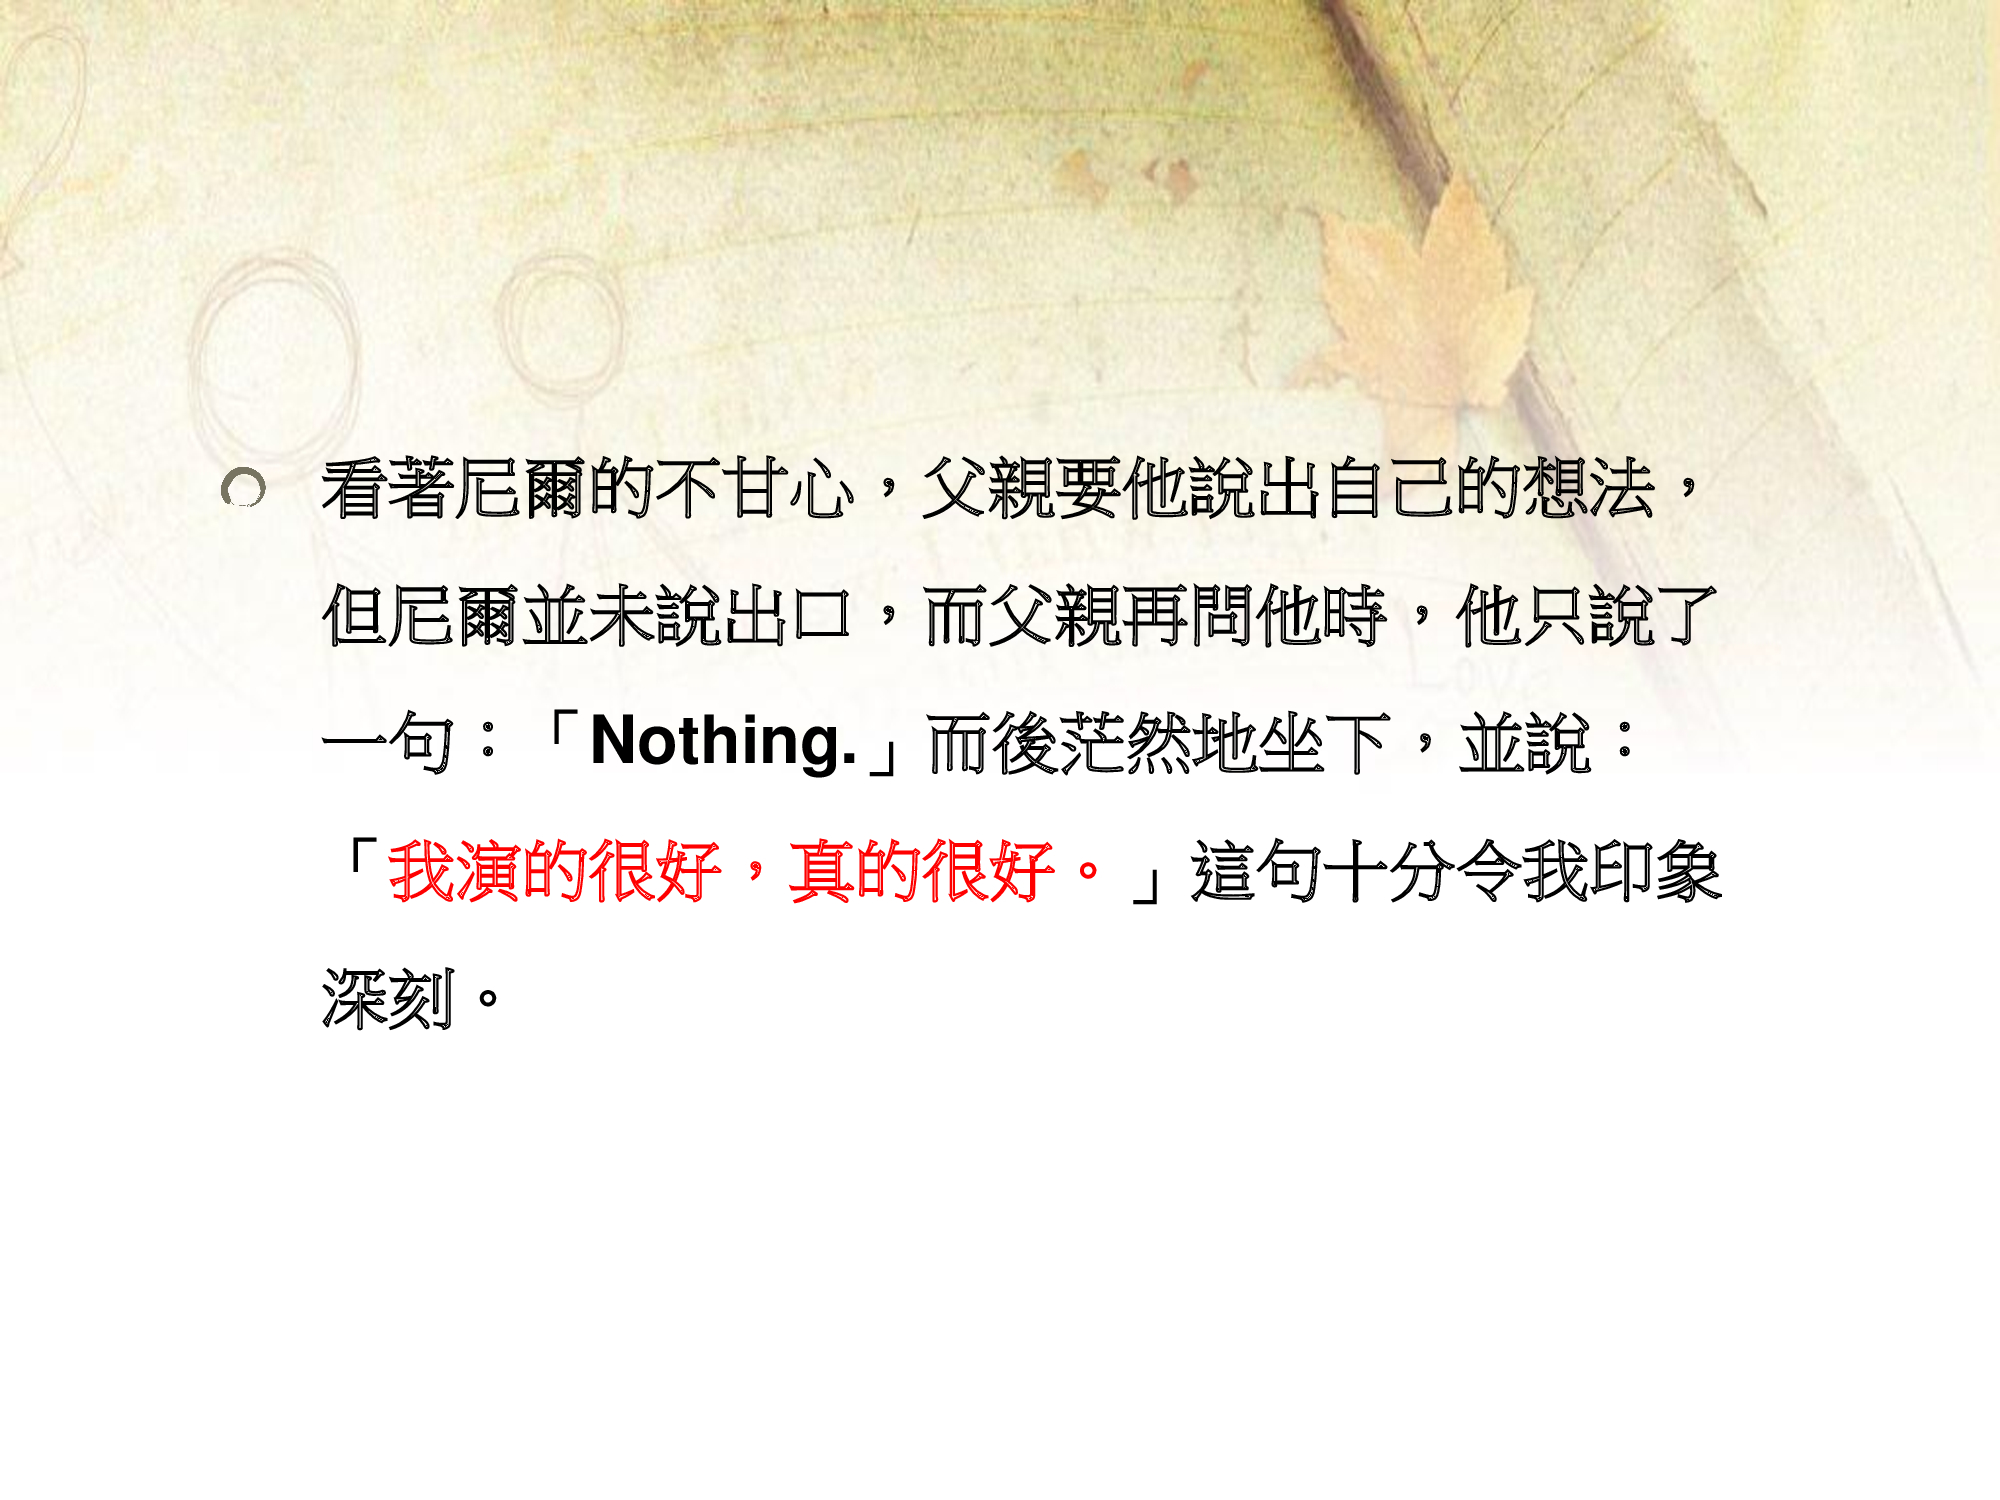 看著尼爾的不甘心，父親要他說出自己的想法，
但尼爾並未說出口，而父親再問他時，他只說了
一句：「Nothing.」而後茫然地坐下，並說：
「我演的很好，真的很好。」這句十分令我印象
深刻。